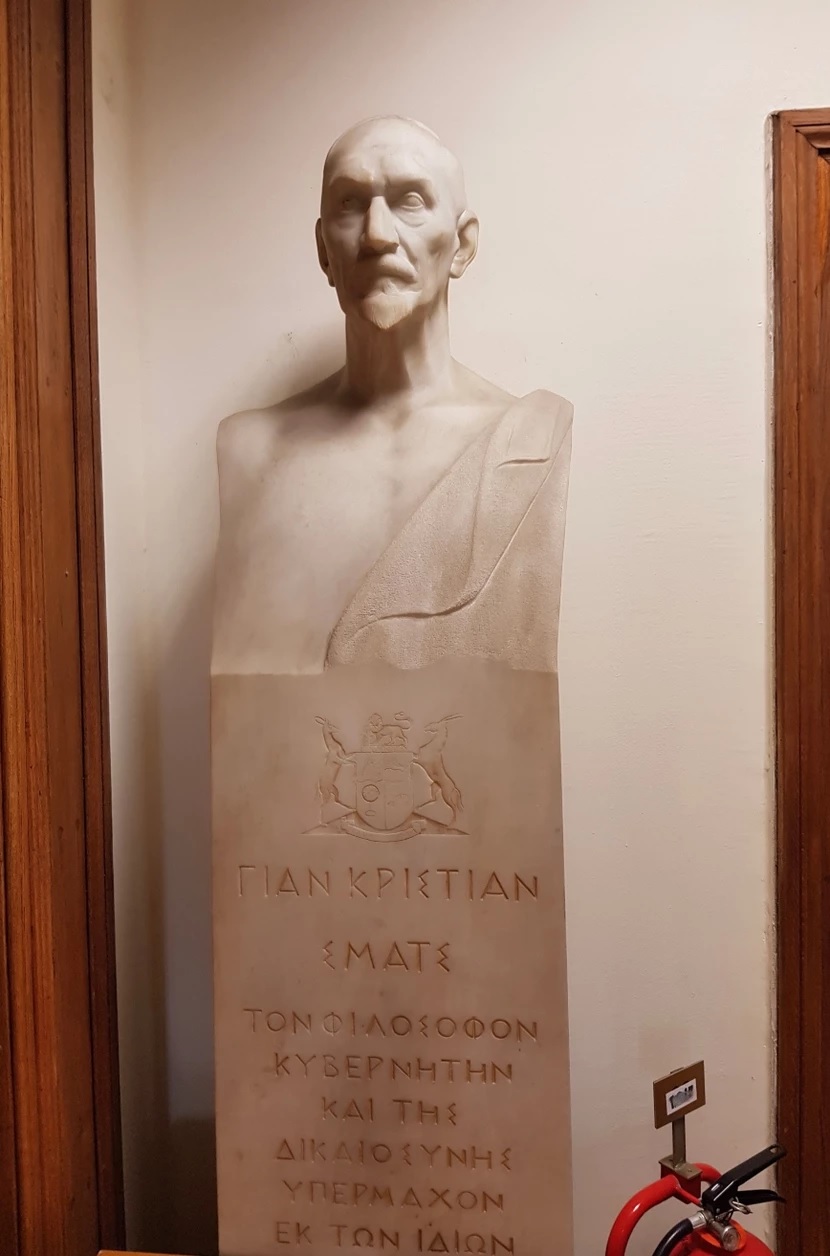 ΓΙΑΝ ΚΡΙΣΤΙΑΝ
ΣΜΑΤΣ
ΤΟΝ ΦΙΛΟΣΟΦΟΝ
ΚΥΒΕΡΝΗΤΗΝ
ΚΑΙ ΤΗΣ
ΔΙΚΑΙΟΣΥΝΗΣ
ΥΠΕΡΜΑΧΟΝ
ΕΚ ΤΩΝ ΙΔΙΩΝ